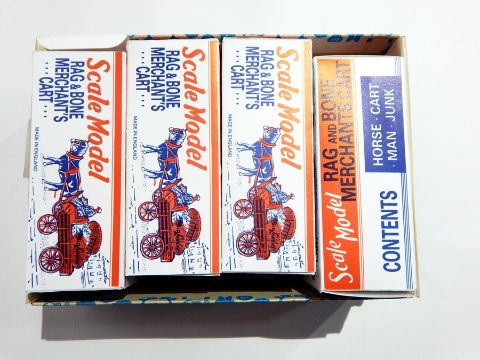 Scale Model
RAG & BONE
MERCHANT'S
... CART ...
MADE IN ENGLAND
Scale Model
RAG & BONE
MERCHANT'S
... CART ...
MADE IN ENGLAND
Scale Model
RAG & BONE
MERCHANT'S
... CART ...
MADE IN ENGLAND
Scale Model
RAG AND BONE
MERCHANTS CART
CONTENTS
HORSE CART
MAN JUNK